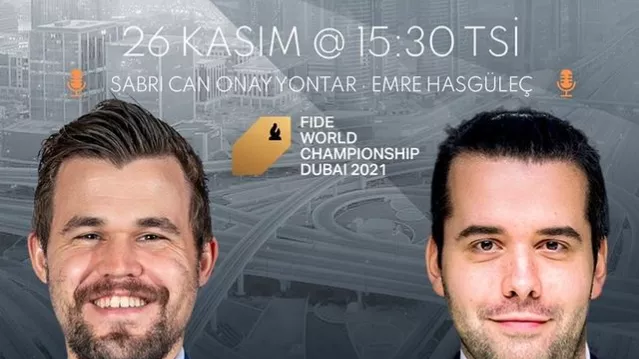 26 KASIM @ 15:30 TSİ
SABRİ CAN ONAY YONTAR · EMRE HASGÜLEÇ
FIDE
WORLD
CHAMPIONSHIP
DUBAI 2021